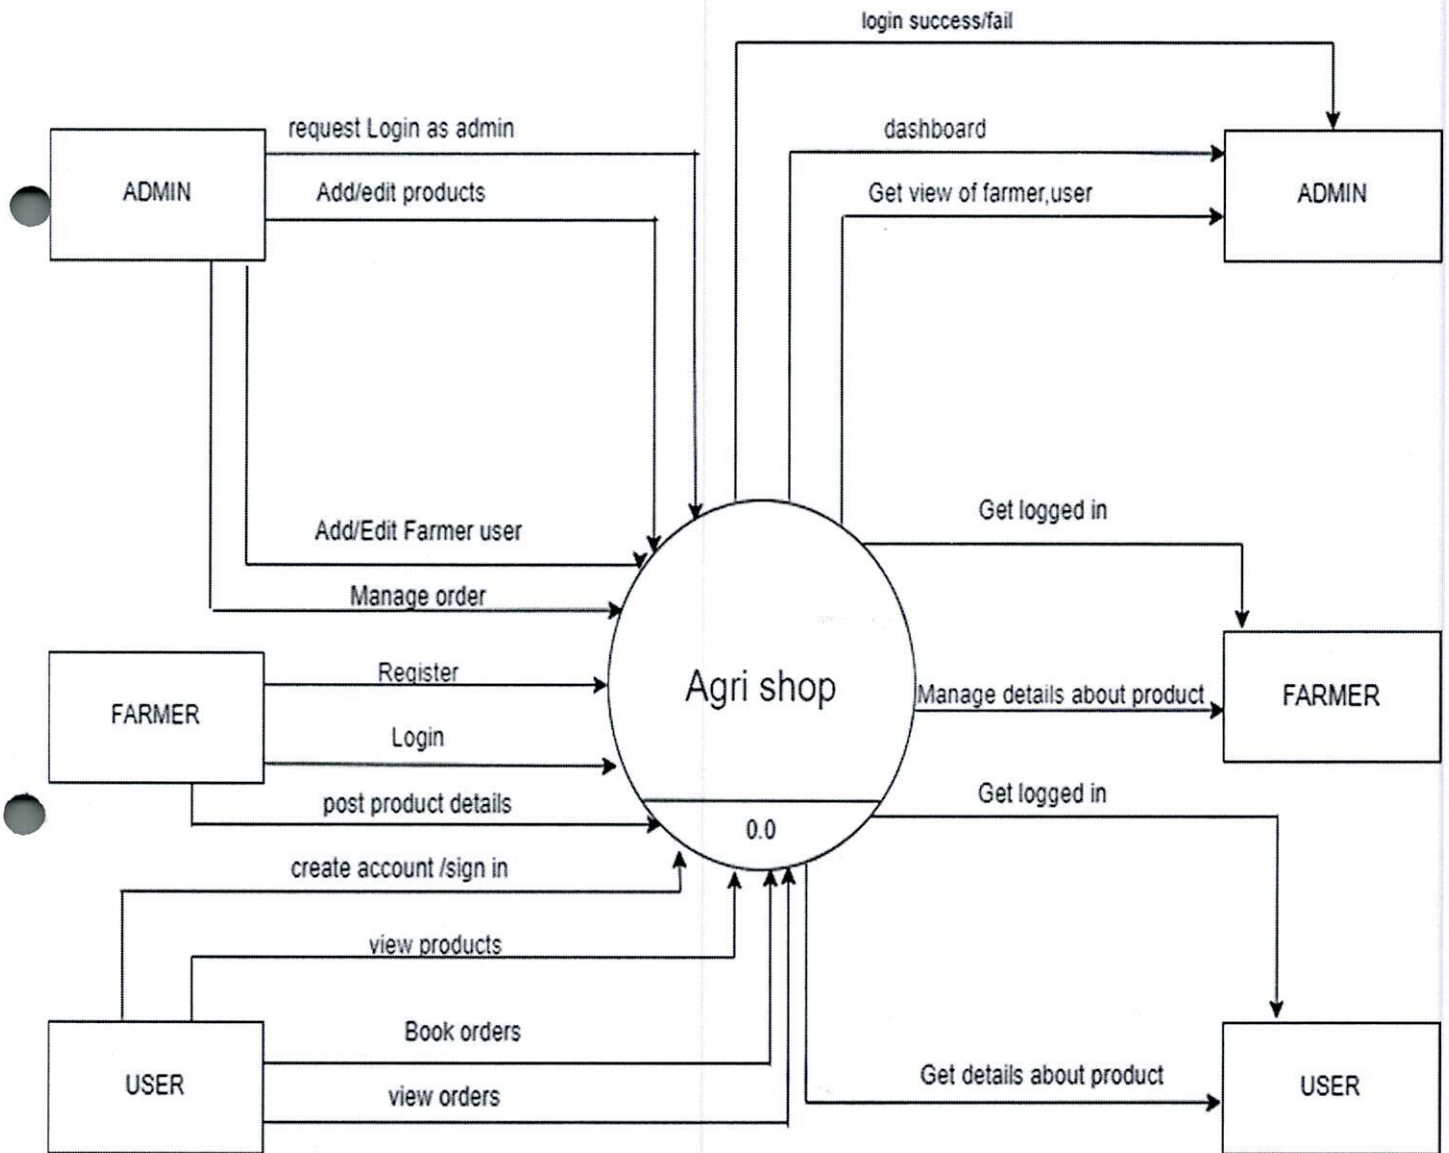 login success/fail
request Login as admin
dashboard
ADMIN
Add/edit products
Get view of farmer,user
ADMIN
Get logged in
Add/Edit Farmer user
Manage order
Register
Agri shop
Manage details about product
FARMER
FARMER
Login
Get logged in
post product details
0.0
create account /sign in
view products
Book orders
USER
Get details about product
USER
view orders